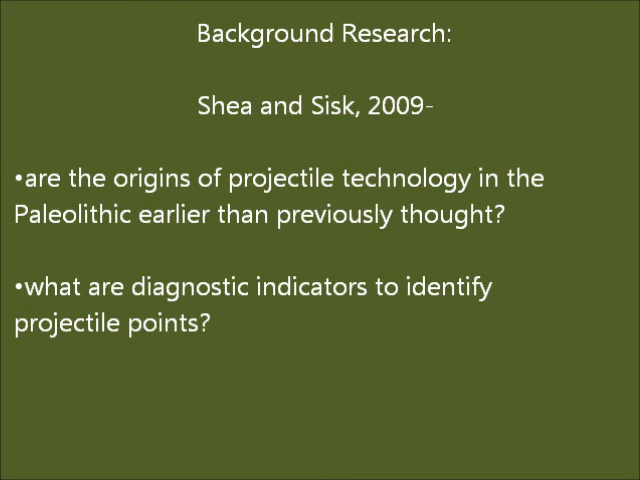 Background Research:
Shea and Sisk, 2009-
•are the origins of projectile technology in the
Paleolithic earlier than previously thought?
•what are diagnostic indicators to identify
projectile points?